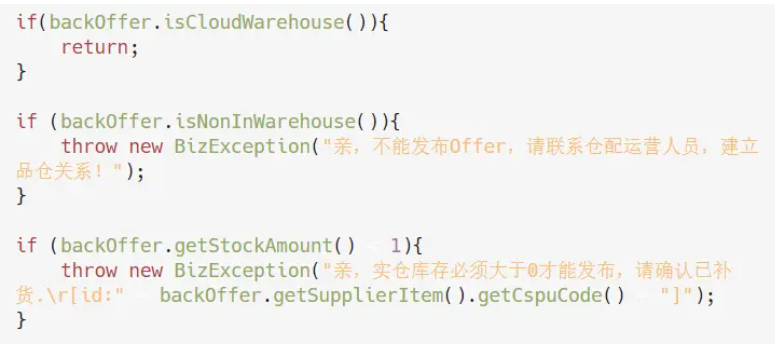 if(backOffer.isCloudWarehouse()){
    return;
}
if (backOffer.isNonInWarehouse()){
    throw new BizException("亲，不能发布Offer，请联系仓配运营人员，建立
品仓关系！");
}
if (backOffer.getStockAmount() < 1){
    throw new BizException("亲，实仓库存必须大于0才能发布，请确认已补
货.\r[id:" + backOffer.getSupplierItem().getCspuCode() + "]");
}